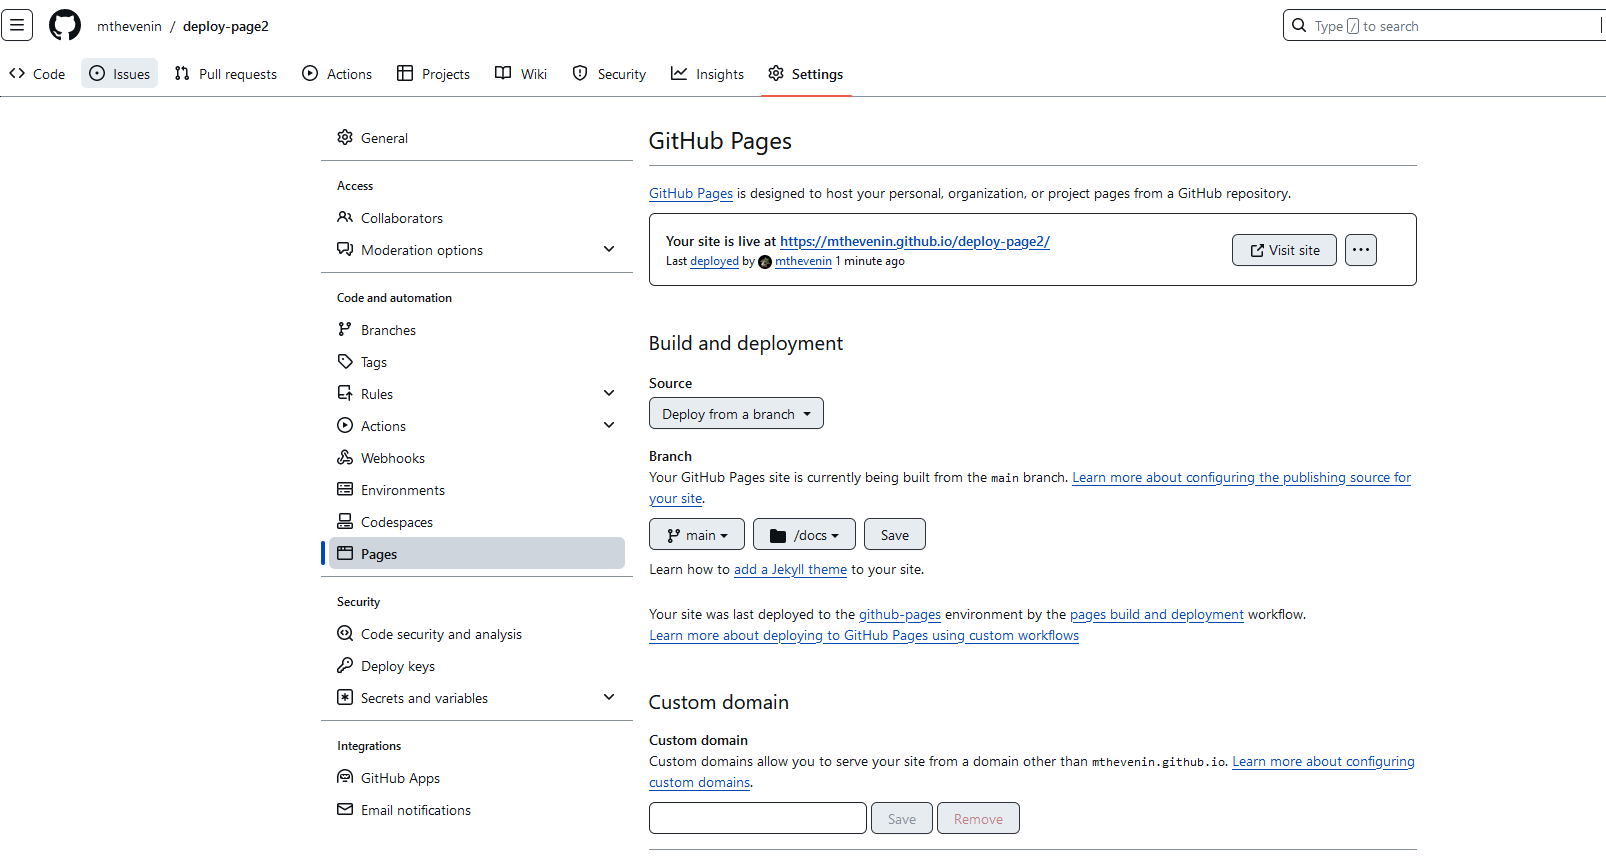 mthevenin / deploy-page2
Type / to search
Code Issues Pull requests Actions Projects Wiki Security Insights Settings
General
Access
Collaborators
Moderation options
Code and automation
Branches
Tags
Rules
Actions
Webhooks
Environments
Codespaces
Pages
Security
Code security and analysis
Deploy keys
Secrets and variables
Integrations
GitHub Apps
Email notifications
GitHub Pages
GitHub Pages is designed to host your personal, organization, or project pages from a GitHub repository.
Your site is live at https://mthevenin.github.io/deploy-page2/
Last deployed by mthevenin 1 minute ago
Visit site
Build and deployment
Source
Deploy from a branch
Branch
Your GitHub Pages site is currently being built from the main branch. Learn more about configuring the publishing source for
your site.
main /docs Save
Learn how to add a Jekyll theme to your site.
Your site was last deployed to the github-pages environment by the pages build and deployment workflow.
Learn more about deploying to GitHub Pages using custom workflows
Custom domain
Custom domain
Custom domains allow you to serve your site from a domain other than mthevenin.github.io. Learn more about configuring
custom domains.
Save Remove